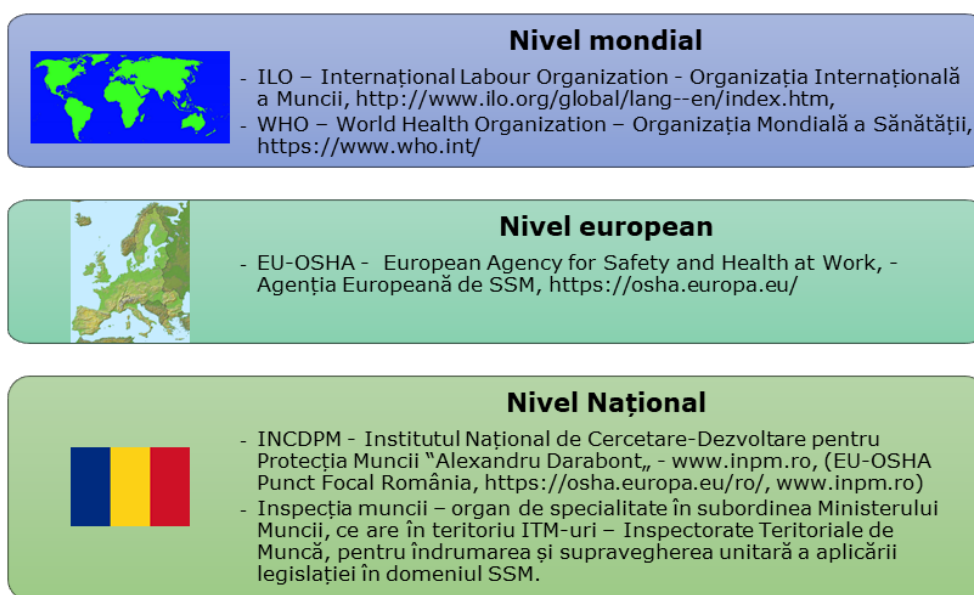 Nivel mondial
- ILO – Internațional Labour Organization - Organizația Internațională
a Muncii, http://www.ilo.org/global/lang--en/index.htm,
- WHO – World Health Organization – Organizația Mondială a Sănătății,
https://www.who.int/
Nivel european
- EU-OSHA -  European Agency for Safety and Health at Work, -
Agenția Europeană de SSM, https://osha.europa.eu/
Nivel Național
- INCDPM - Institutul Național de Cercetare-Dezvoltare pentru
Protecția Muncii “Alexandru Darabont„ - www.inpm.ro, (EU-OSHA
Punct Focal România, https://osha.europa.eu/ro/, www.inpm.ro)
- Inspecția muncii – organ de specialitate în subordinea Ministerului
Muncii, ce are în teritoriu ITM-uri – Inspectorate Teritoriale de
Muncă, pentru îndrumarea și supravegherea unitară a aplicării
legislației în domeniul SSM.